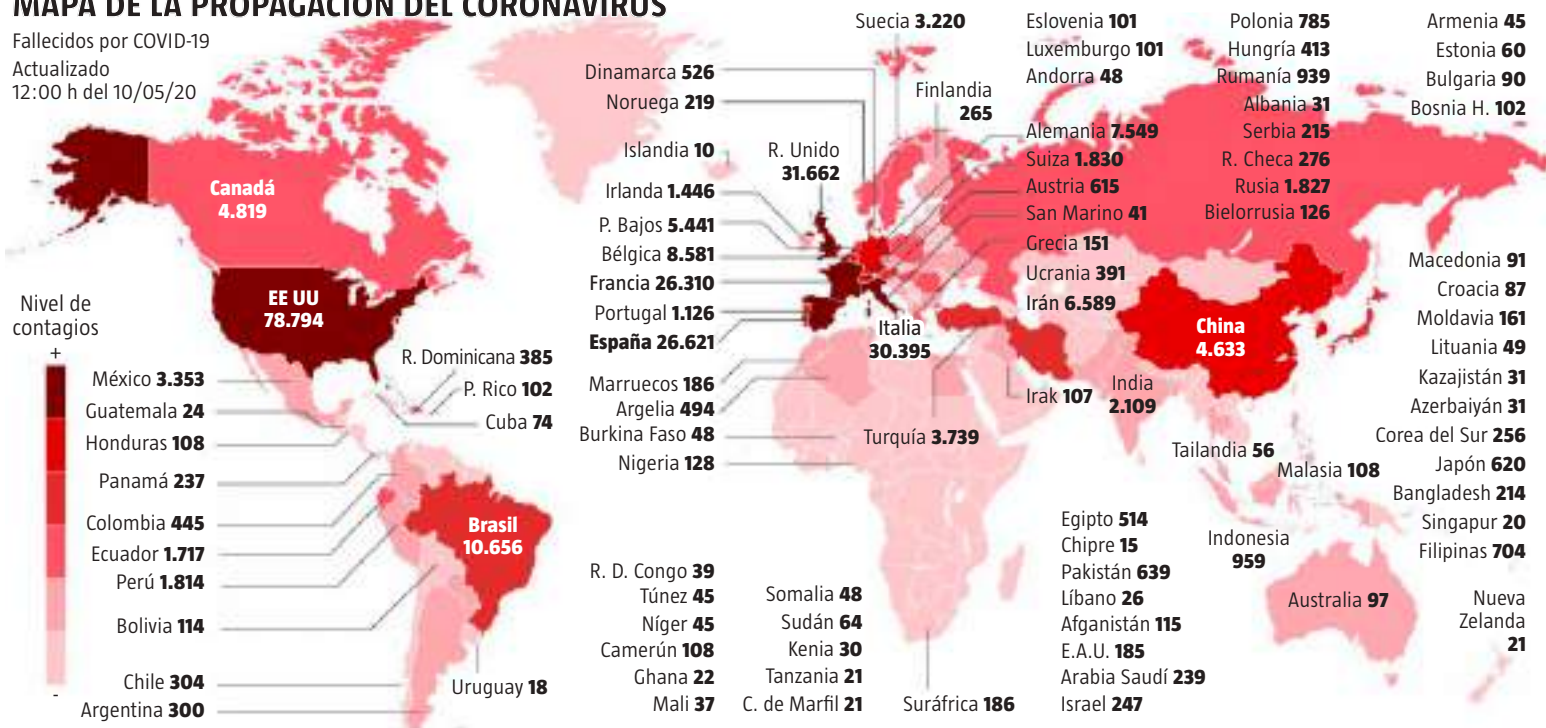 MAPA DE LA PROPAGACIÓN DEL CORONAVIRUS
Fallecidos por COVID-19
Actualizado
12:00 h del 10/05/20
Canadá
4.819
EE UU
78.794
Nivel de
contagios
+
-
México 3.353
Guatemala 24
Honduras 108
Panamá 237
Colombia 445
Ecuador 1.717
Perú 1.814
Bolivia 114
Chile 304
Argentina 300
R. Dominicana 385
P. Rico 102
Cuba 74
Brasil
10.656
Uruguay 18
Dinamarca 526
Noruega 219
Islandia 10
Irlanda 1.446
P. Bajos 5.441
Bélgica 8.581
Francia 26.310
Portugal 1.126
España 26.621
Marruecos 186
Argelia 494
Burkina Faso 48
Nigeria 128
R. Unido
31.662
Suecia 3.220
Finlandia
265
Italia
30.395
Turquía 3.739
Eslovenia 101
Luxemburgo 101
Andorra 48
Alemania 7.549
Suiza 1.830
Austria 615
San Marino 41
Grecia 151
Ucrania 391
Irán 6.589
Irak 107
India
2.109
Polonia 785
Hungría 413
Rumanía 939
Albania 31
Serbia 215
R. Checa 276
Rusia 1.827
Bielorrusia 126
China
4.633
Armenia 45
Estonia 60
Bulgaria 90
Bosnia H. 102
Macedonia 91
Croacia 87
Moldavia 161
Lituania 49
Kazajistán 31
Azerbaiyán 31
Corea del Sur 256
Japón 620
Bangladesh 214
Singapur 20
Filipinas 704
Tailandia 56
Malasia 108
Indonesia
959
Australia 97
Nueva
Zelanda
21
R. D. Congo 39
Túnez 45
Níger 45
Camerún 108
Ghana 22
Mali 37
Somalia 48
Sudán 64
Kenia 30
Tanzania 21
C. de Marfil 21
Suráfrica 186
Egipto 514
Chipre 15
Pakistán 639
Líbano 26
Afganistán 115
E.A.U. 185
Arabia Saudí 239
Israel 247